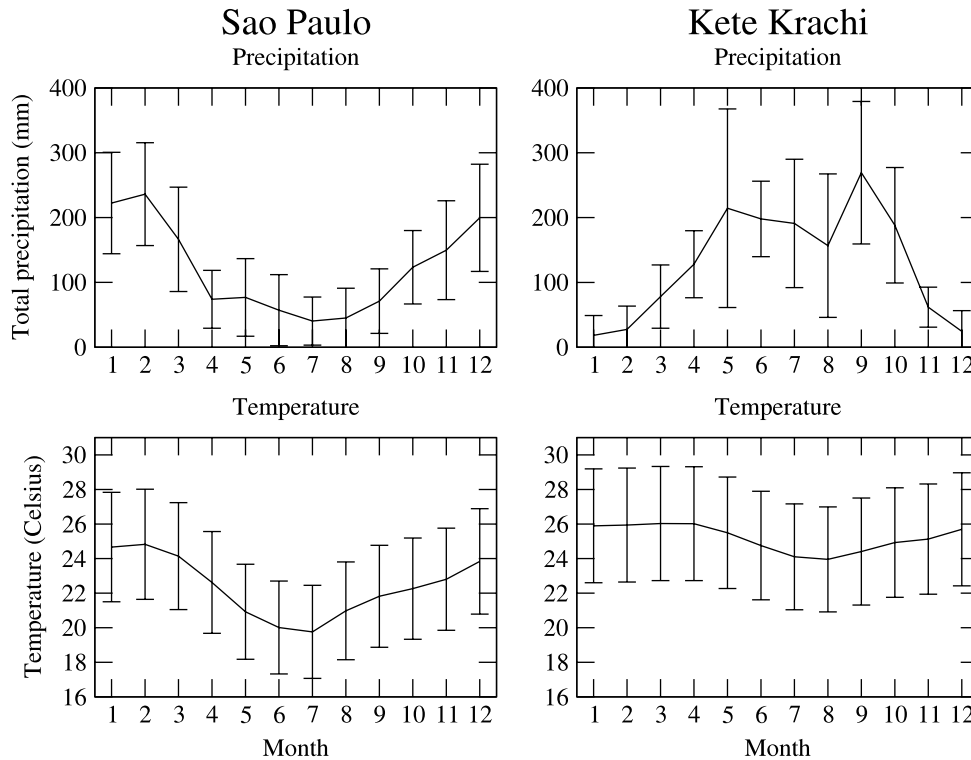 Sao Paulo
Precipitation
Total precipitation (mm)
400
300
200
100
0
1 2 3 4 5 6 7 8 9 10 11 12
Kete Krachi
Precipitation
400
300
200
100
0
1 2 3 4 5 6 7 8 9 10 11 12
Temperature
Temperature (Celsius)
30
28
26
24
22
20
18
16
1 2 3 4 5 6 7 8 9 10 11 12
Month
Temperature
30
28
26
24
22
20
18
16
1 2 3 4 5 6 7 8 9 10 11 12
Month